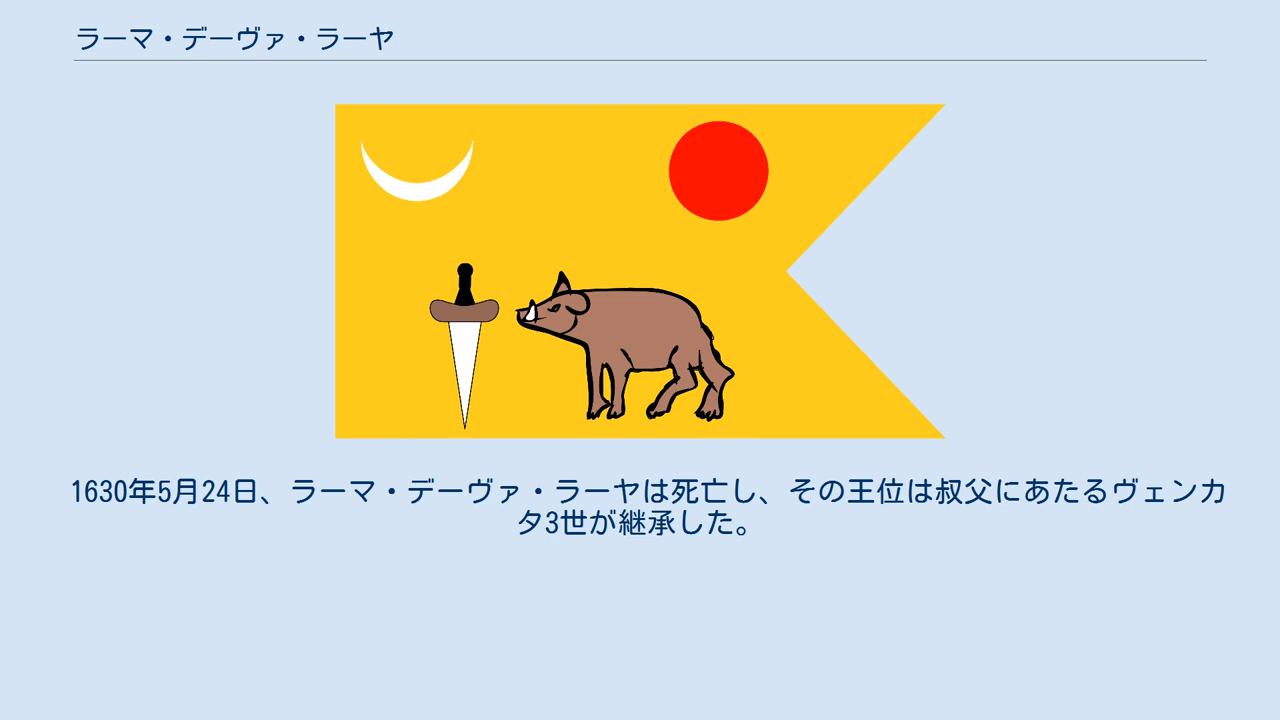 ラーマ・デーヴァ・ラーヤ
1630年5月24日、ラーマ・デーヴァ・ラーヤは死亡し、その王位は叔父にあたるヴェンカ
タ3世が継承した。